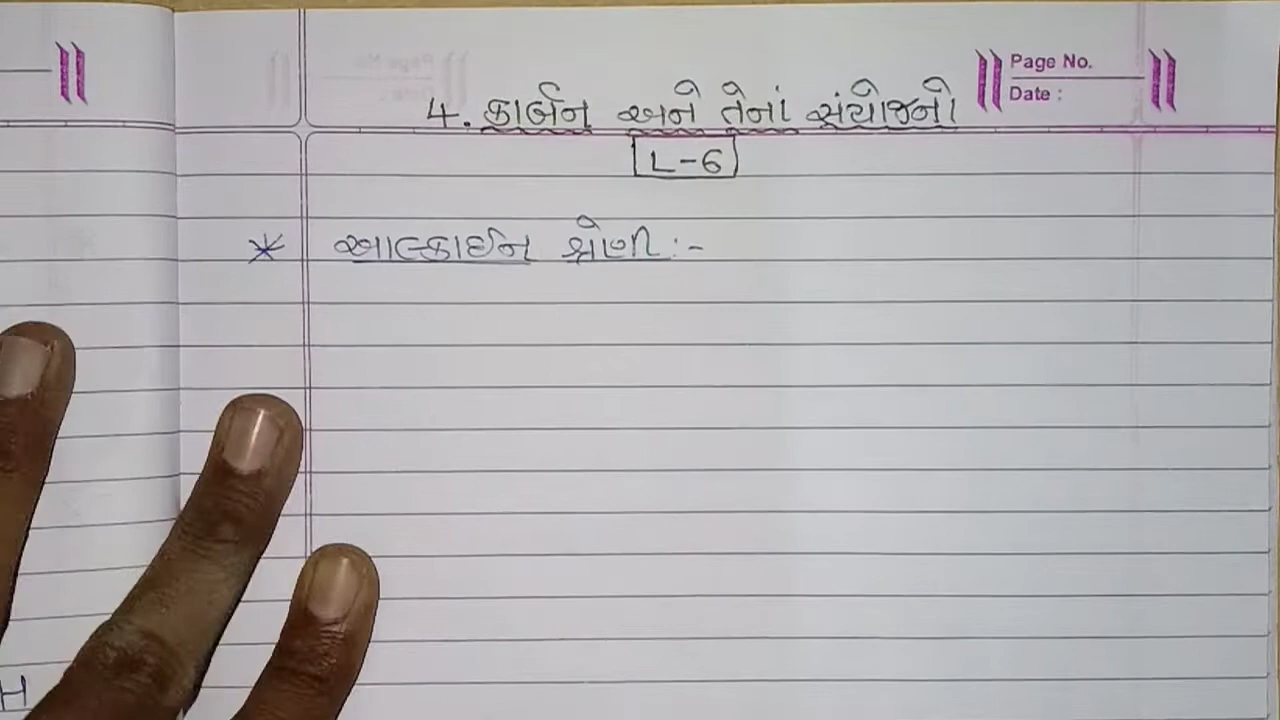 Page No.
Date :
4. કાર્બન અને તેનાં સંયોજનો
L-6
* આલ્કાઈન શ્રેણી :-
H